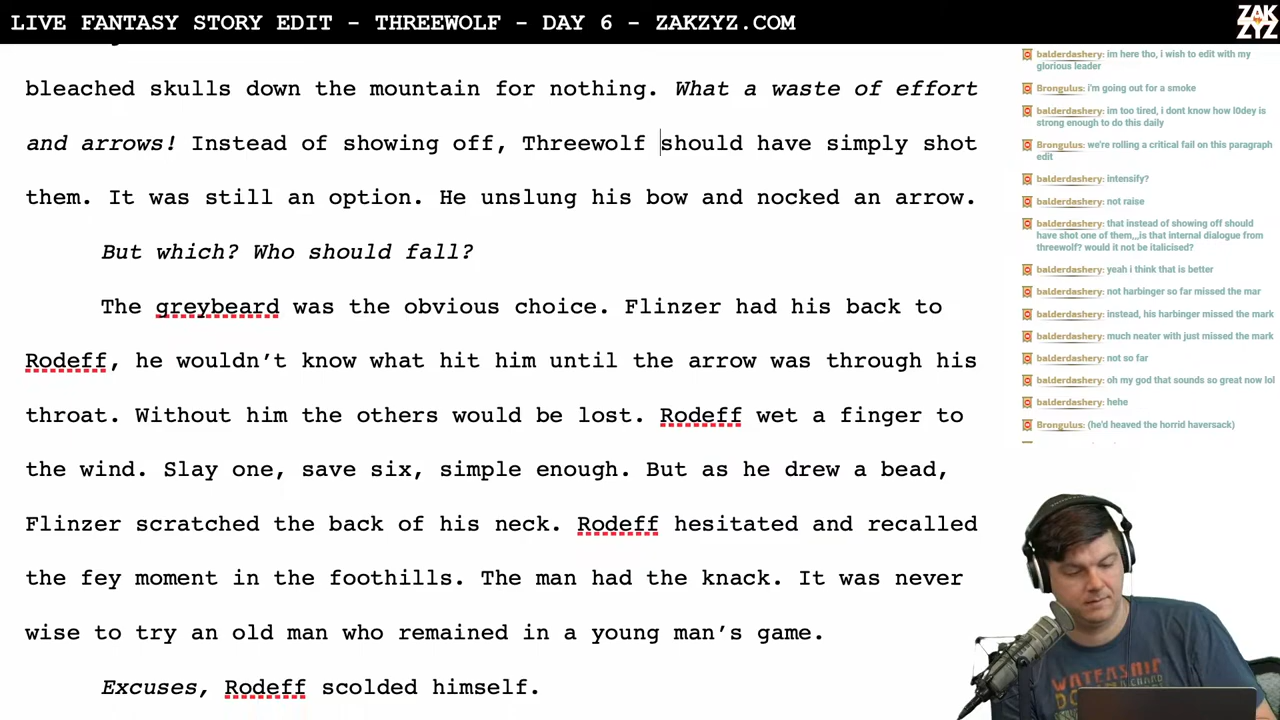 LIVE FANTASY STORY EDIT - THREEWOLF - DAY 6 - ZAKZYZ.COM
ZAK
ZYZ
bleached skulls down the mountain for nothing. What a waste of effort
and arrows! Instead of showing off, Threewolf should have simply shot
them. It was still an option. He unslung his bow and nocked an arrow.
But which? Who should fall?
The greybeard was the obvious choice. Flinzer had his back to
Rodeff, he wouldn't know what hit him until the arrow was through his
throat. Without him the others would be lost. Rodeff wet a finger to
the wind. Slay one, save six, simple enough. But as he drew a bead,
Flinzer scratched the back of his neck. Rodeff hesitated and recalled
the fey moment in the foothills. The man had the knack. It was never
wise to try an old man who remained in a young man's game.
Excuses, Rodeff scolded himself.
balderdashery: im here tho, i wish to edit with my
glorious leader
Brongulus: i'm going out for a smoke
balderdashery: im too tired, i dont know how l0dey is
strong enough to do this daily
Brongulus: we're rolling a critical fail on this paragraph
edit
balderdashery: intensify?
balderdashery: not raise
balderdashery: that instead of showing off should
have shot one of them,,,is that internal dialogue from
threewolf? would it not be italicised?
balderdashery: yeah i think that is better
balderdashery: not harbinger so far missed the mar
balderdashery: instead, his harbinger missed the mark
balderdashery: much neater with just missed the mark
balderdashery: not so far
balderdashery: oh my god that sounds so great now lol
balderdashery: hehe
Brongulus: (he'd heaved the horrid haversack)
WATERSHIP